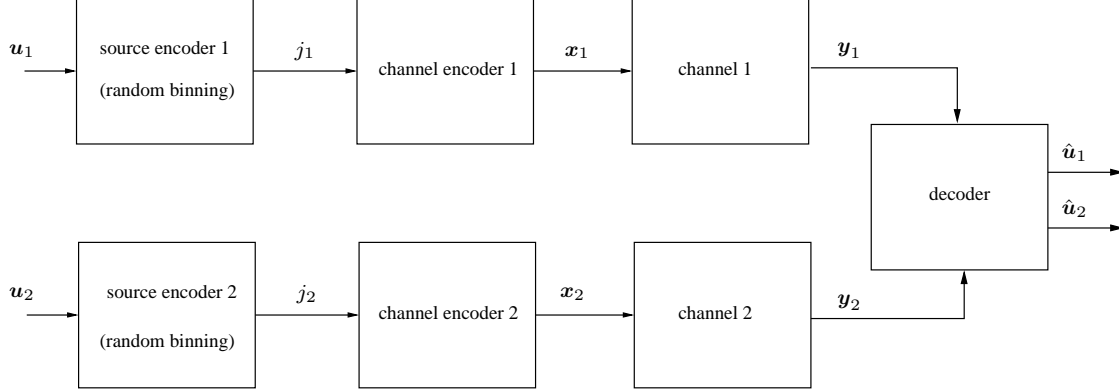 u₁
source encoder 1
(random binning)
j₁
channel encoder 1
x₁
channel 1
y₁
decoder
û₁
û₂
u₂
source encoder 2
(random binning)
j₂
channel encoder 2
x₂
channel 2
y₂